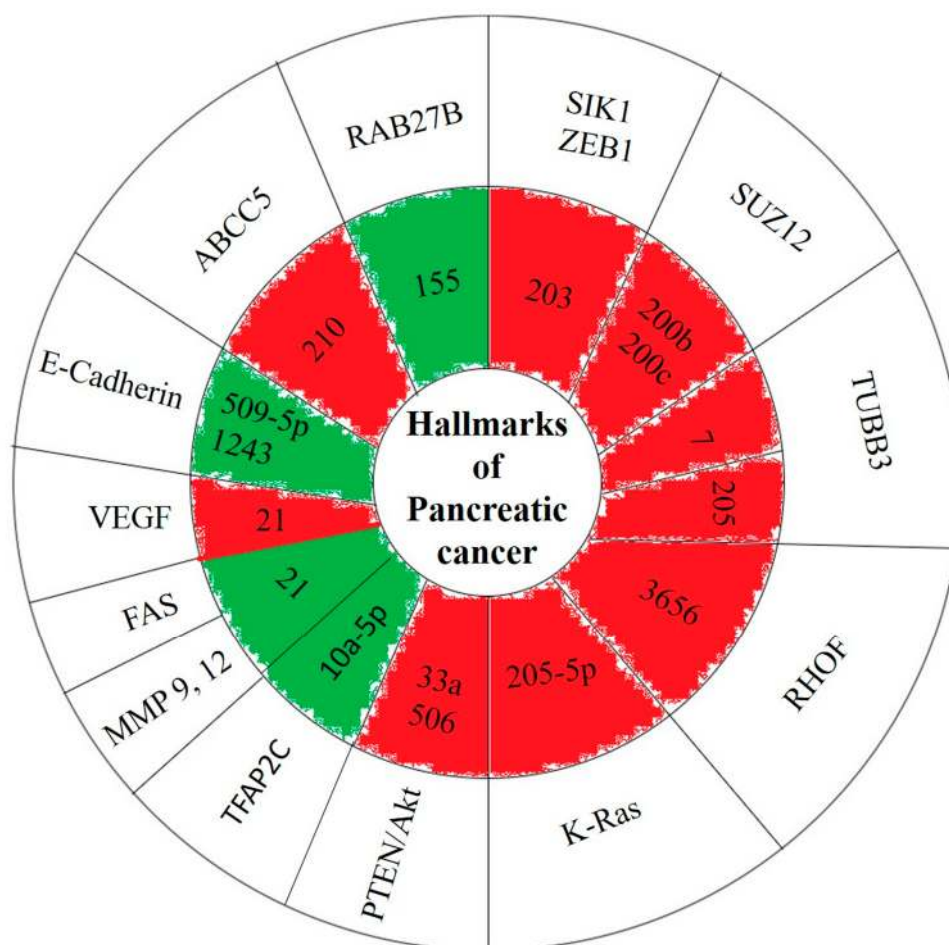 RAB27B
SIK1
ZEB1
SUZ12
TUBB3
RHOF
K-Ras
PTEN/Akt
TFAP2C
MMP 9, 12
FAS
VEGF
E-Cadherin
ABCC5
155
203
200b
200c
7
205
3656
205-5p
33a
506
10a-5p
21
21
509-5p
1243
210
Hallmarks
of
Pancreatic
cancer